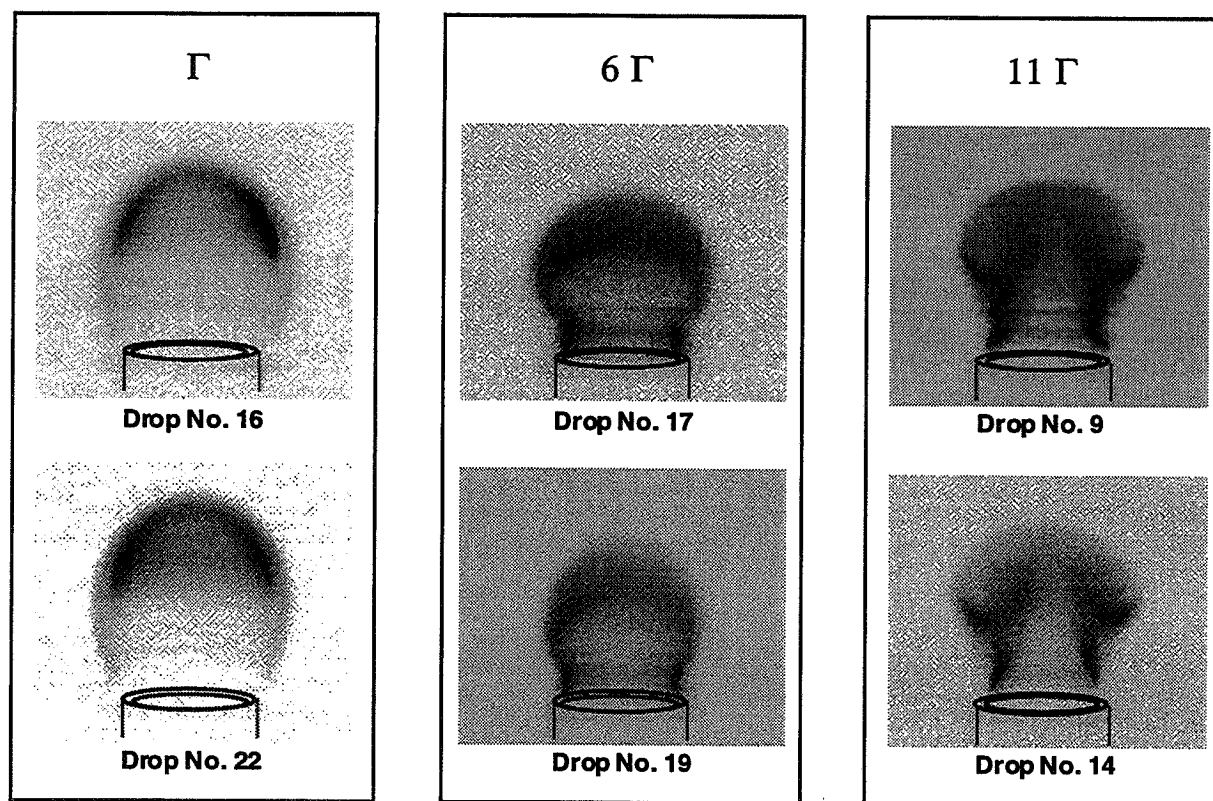 Γ
Drop No. 16
Drop No. 22
6 Γ
Drop No. 17
Drop No. 19
11 Γ
Drop No. 9
Drop No. 14